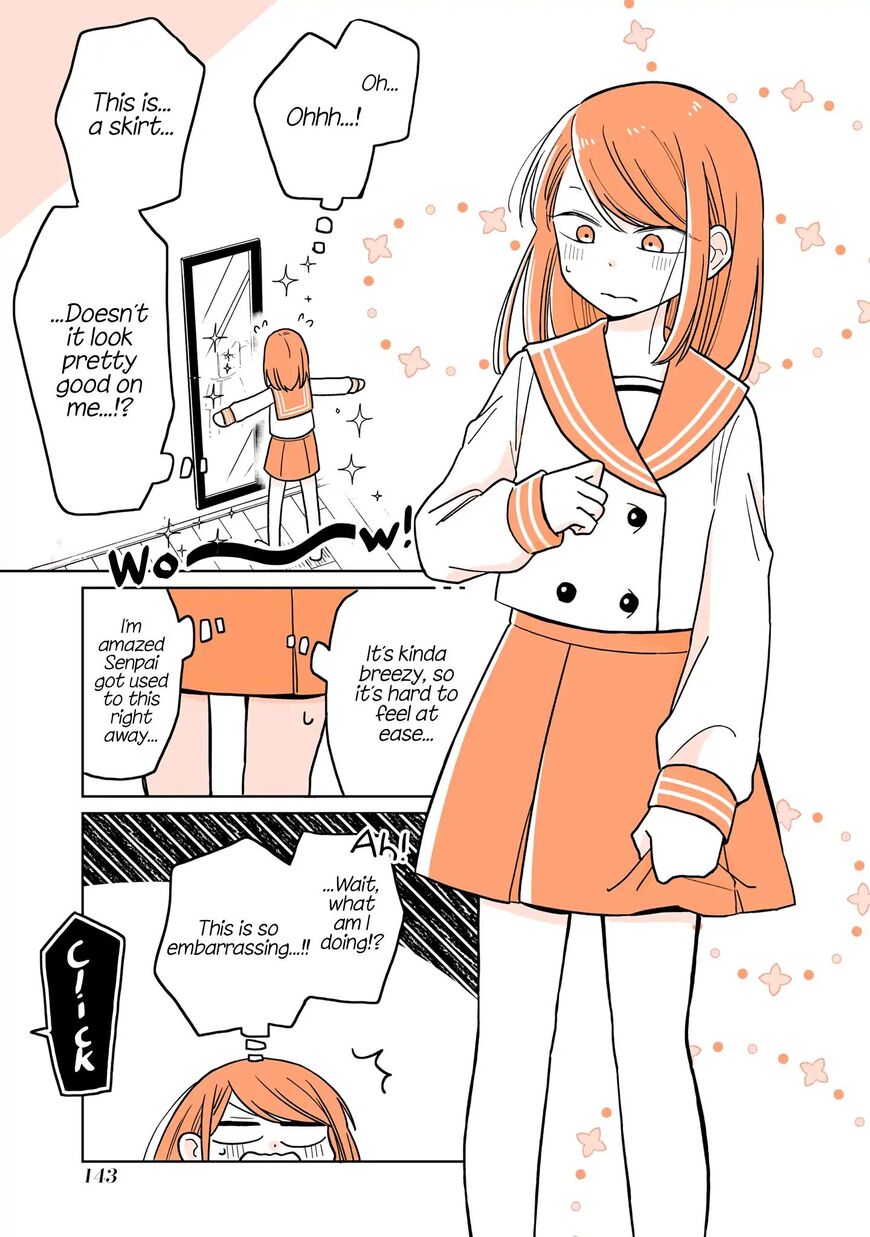 Oh...
Ohhh...!
This is...
a skirt...
...Doesn't
it look
pretty
good on
me...!?
Wow!
It's kinda
breezy, so
it's hard to
feel at
ease...
I'm
amazed
Senpai
got used
to this
right
away...
Ah!
...Wait,
what
am I
doing!?
This is so
embarrassing...!!
Click
143